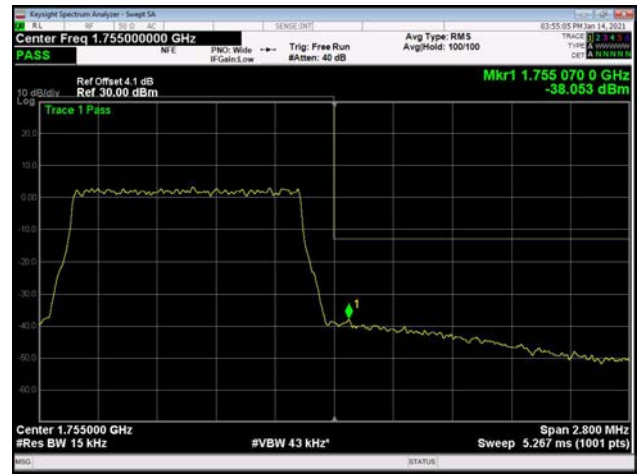 Keysight Spectrum Analyzer - Swept SA
RL RF 50 Ω AC SENSE:INT 03:55:05 PM Jan 14, 2021
Center Freq 1.755000000 GHz Avg Type: RMS TRACE 1 2 3 4 5 6
NFE PNO: Wide Trig: Free Run Avg|Hold: 100/100 TYPE A WWWWW
PASS IFGain:Low #Atten: 40 dB DET A N N N N N
Ref Offset 4.1 dB Mkr1 1.755 070 0 GHz
10 dB/div Ref 30.00 dBm -38.053 dBm
Log
Trace 1 Pass
20.0
10.0
0.00
-10.0
-20.0
-30.0
1
-40.0
-50.0
-60.0
Center 1.755000 GHz Span 2.800 MHz
#Res BW 15 kHz #VBW 43 kHz* Sweep 5.267 ms (1001 pts)
MSG STATUS